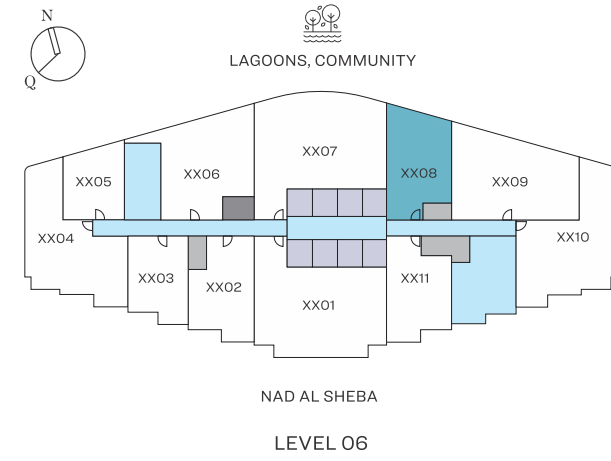 N
Q
LAGOONS, COMMUNITY
XX07
XX05
XX06
XX08
XX09
XX04
XX10
XX03
XX02
XX01
XX11
NAD AL SHEBA
LEVEL 06